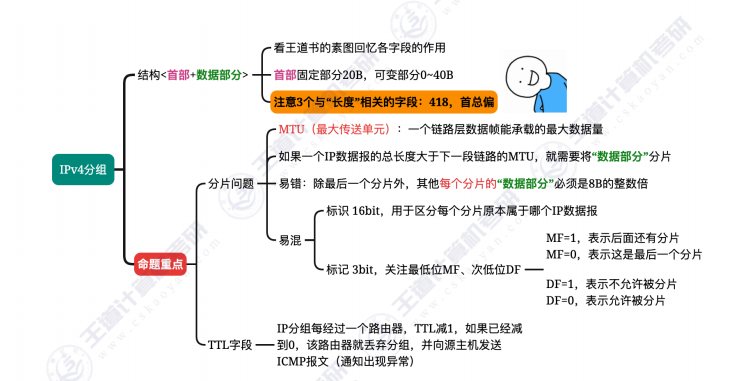 IPv4分组
结构<首部+数据部分>
看王道书的素图回忆各字段的作用
首部固定部分20B，可变部分0~40B
注意3个与“长度”相关的字段：418，首总偏
命题重点
分片问题
MTU（最大传送单元）：一个链路层数据帧能承载的最大数据量
如果一个IP数据报的总长度大于下一段链路的MTU，就需要将“数据部分”分片
易错：除最后一个分片外，其他每个分片的“数据部分”必须是8B的整数倍
易混
标识 16bit，用于区分每个分片原本属于哪个IP数据报
标记 3bit，关注最低位MF、次低位DF
MF=1，表示后面还有分片
MF=0，表示这是最后一个分片
DF=1，表示不允许被分片
DF=0，表示允许被分片
TTL字段
IP分组每经过一个路由器，TTL减1，如果已经减
到0，该路由器就丢弃分组，并向源主机发送
ICMP报文（通知出现异常）
:D
王道计算机考研
www.cskaoyan.com